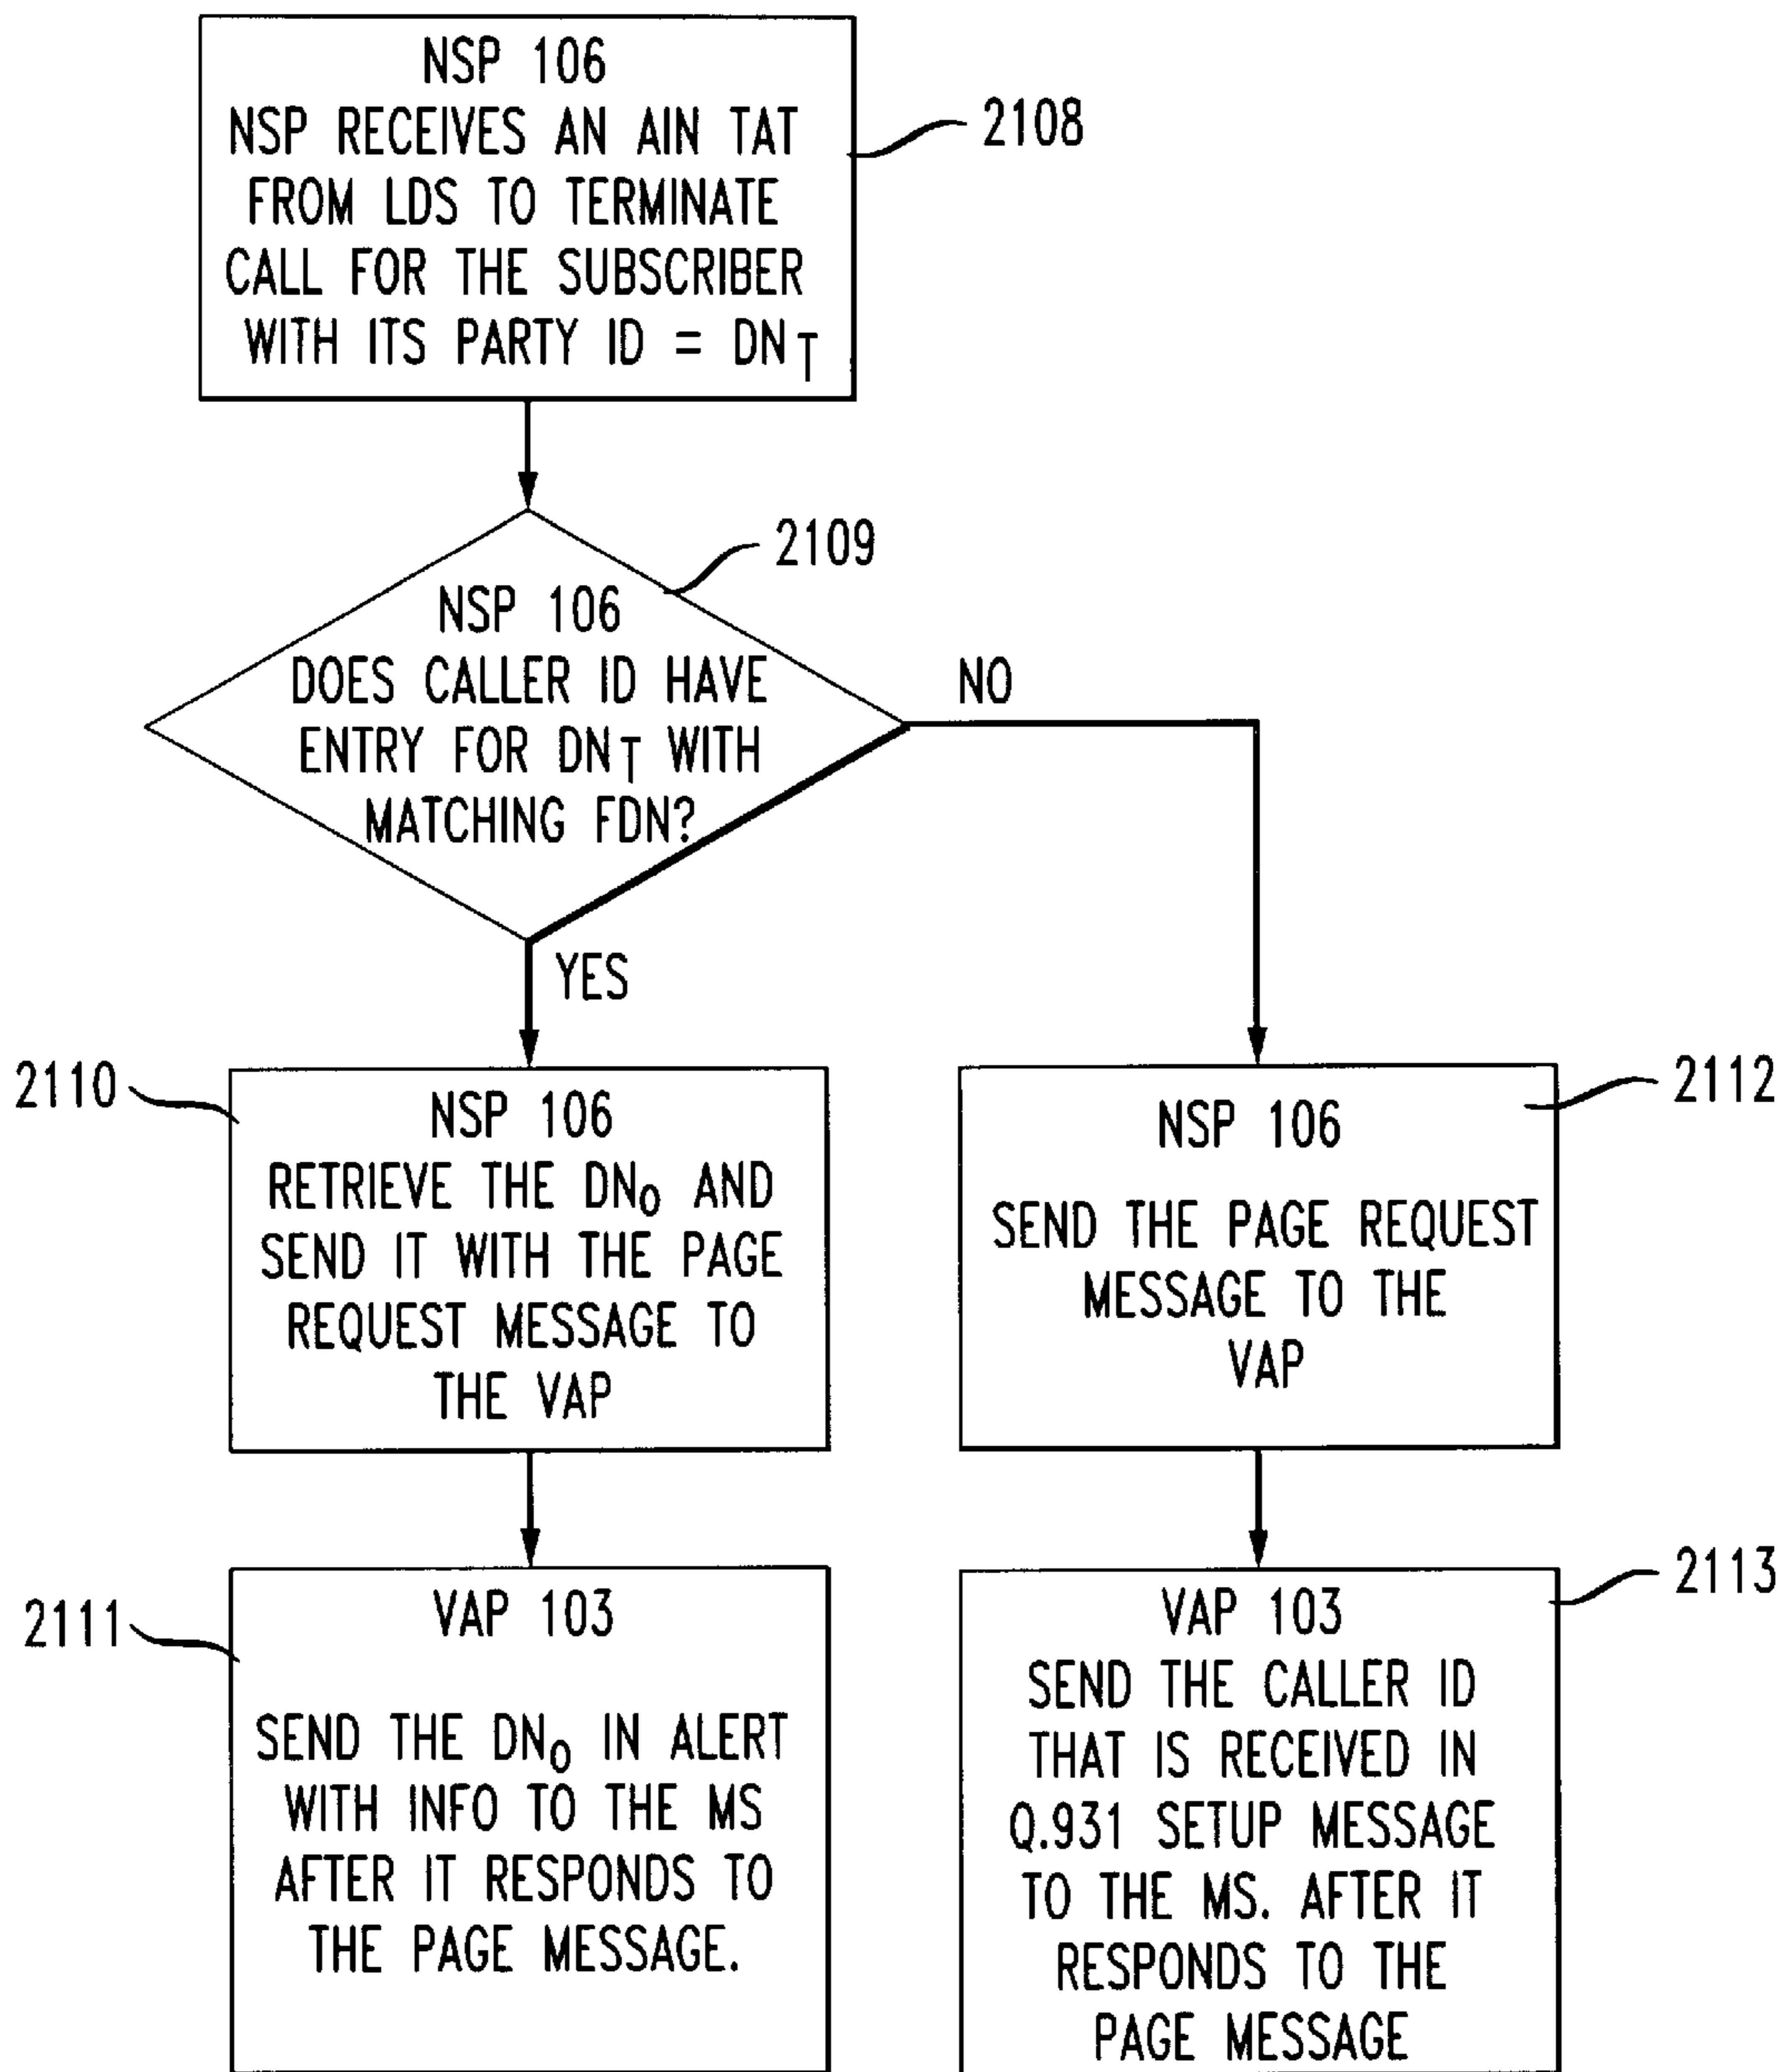 NSP 106
NSP RECEIVES AN AIN TAT
FROM LDS TO TERMINATE
CALL FOR THE SUBSCRIBER
WITH ITS PARTY ID = DNT
2108
2109
NSP 106
DOES CALLER ID HAVE
ENTRY FOR DNT WITH
MATCHING FDN?
NO
YES
2110
NSP 106
RETRIEVE THE DNO AND
SEND IT WITH THE PAGE
REQUEST MESSAGE TO
THE VAP
2112
NSP 106
SEND THE PAGE REQUEST
MESSAGE TO THE
VAP
2111
VAP 103
SEND THE DNO IN ALERT
WITH INFO TO THE MS
AFTER IT RESPONDS TO
THE PAGE MESSAGE.
2113
VAP 103
SEND THE CALLER ID
THAT IS RECEIVED IN
Q.931 SETUP MESSAGE
TO THE MS. AFTER IT
RESPONDS TO THE
PAGE MESSAGE